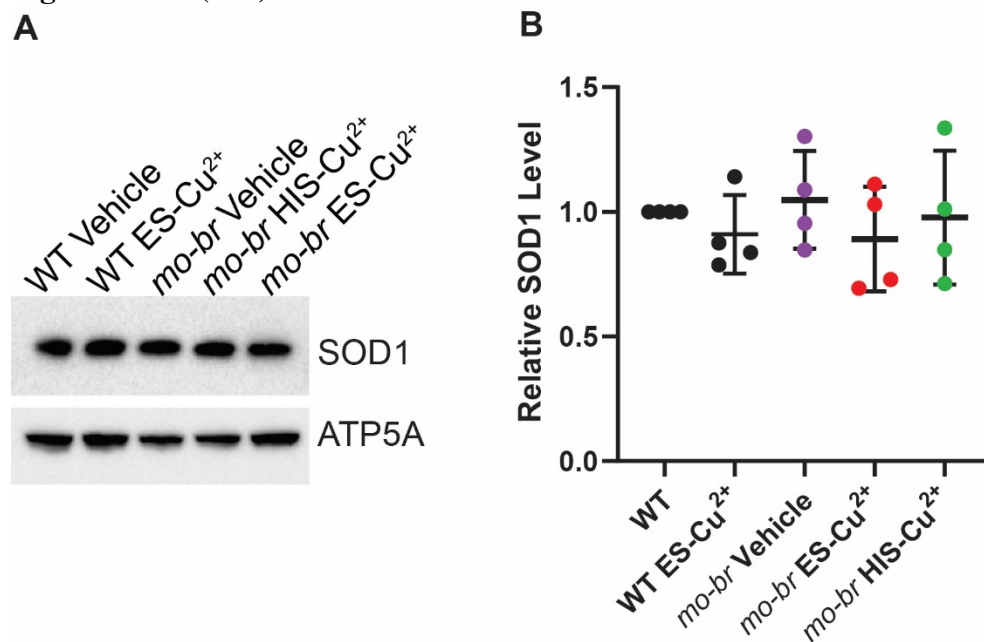 A
WT Vehicle
WT ES-Cu²⁺
mo-br Vehicle
mo-br HIS-Cu²⁺
mo-br ES-Cu²⁺
SOD1
ATP5A
B
Relative SOD1 Level
1.5
1.0
0.5
0.0
WT
WT ES-Cu²⁺
mo-br Vehicle
mo-br ES-Cu²⁺
mo-br HIS-Cu²⁺